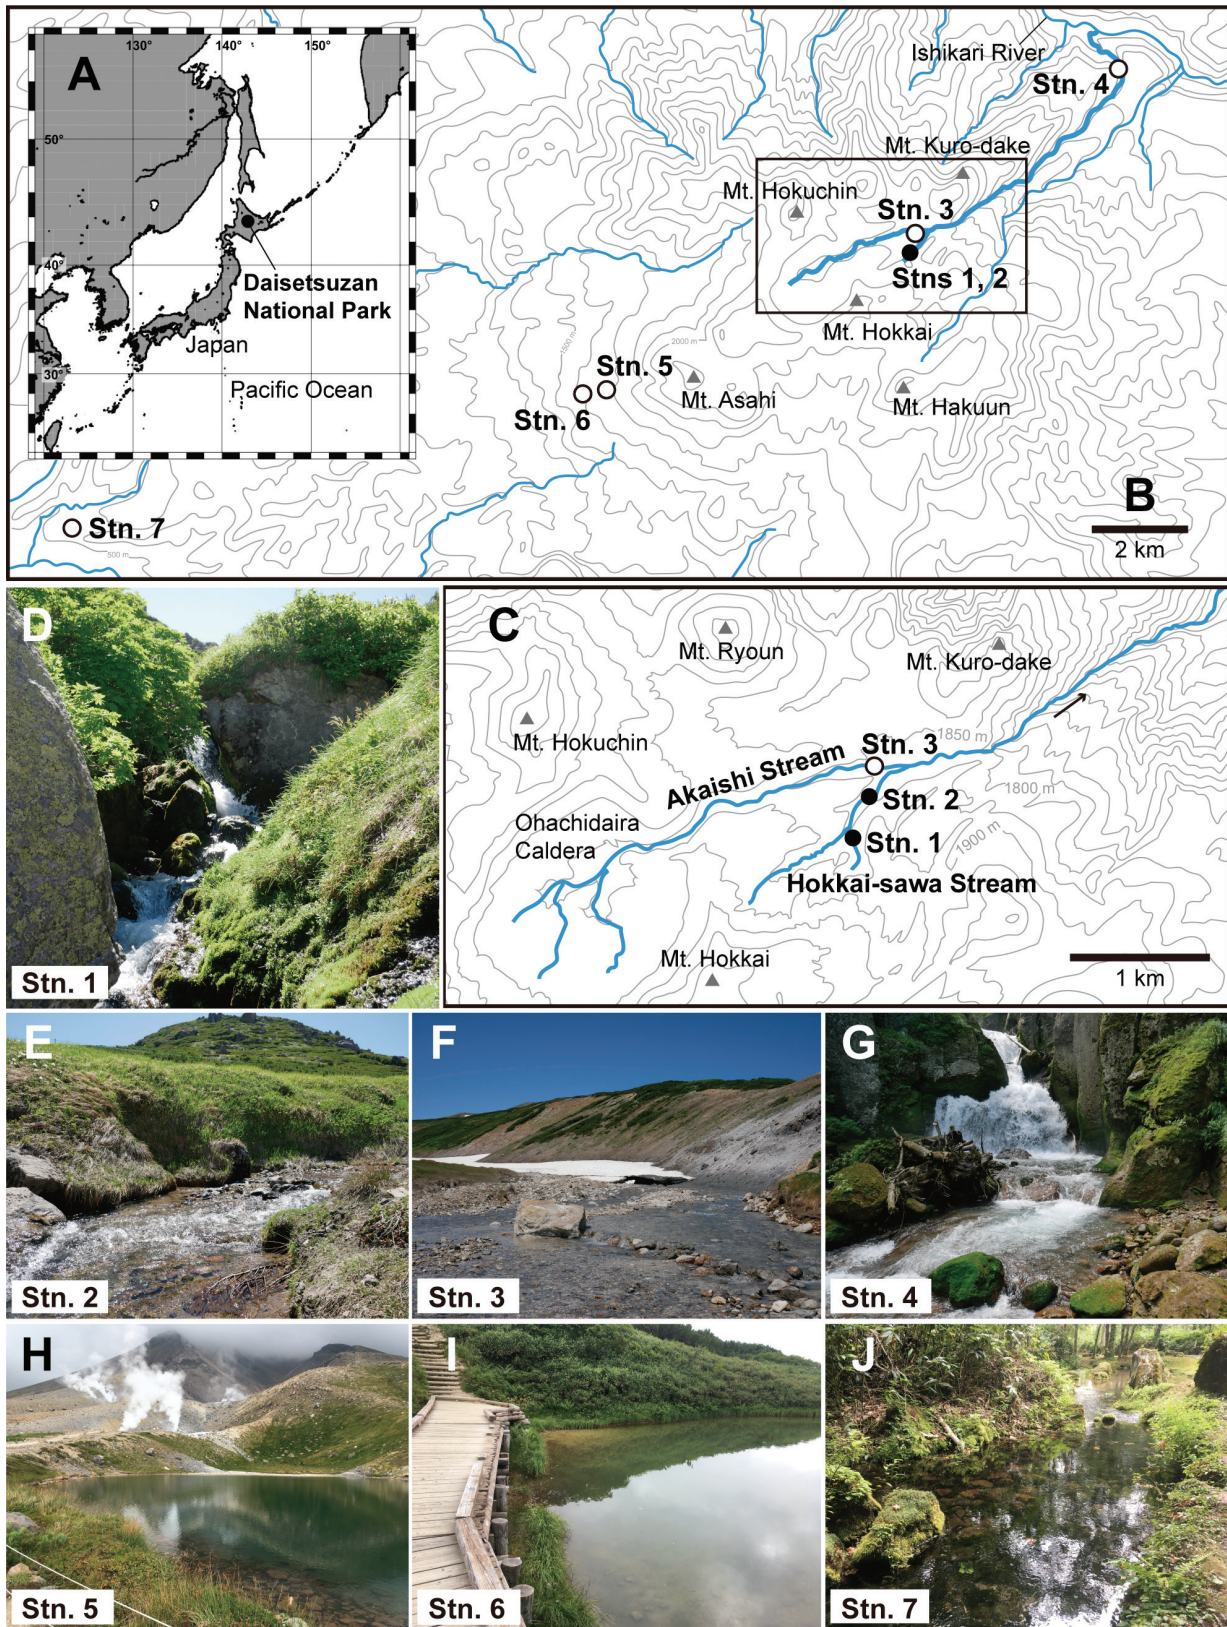 A
130°
140°
150°
50°
40°
30°
Daisetsuzan
National Park
Japan
Pacific Ocean
B
Ishikari River
Stn. 4
Mt. Kuro-dake
Mt. Hokuchin
Stn. 3
Stns 1, 2
Mt. Hokkai
1500 m
2000 m
Stn. 5
Mt. Asahi
Stn. 6
Mt. Hakuun
Stn. 7
500 m
2 km
D
Stn. 1
C
Mt. Ryoun
Mt. Kuro-dake
Mt. Hokuchin
1850 m
Stn. 3
Akaishi Stream
1800 m
Stn. 2
Ohachidaira
Caldera
Stn. 1
1900 m
Hokkai-sawa Stream
Mt. Hokkai
1 km
E
Stn. 2
F
Stn. 3
G
Stn. 4
H
Stn. 5
I
Stn. 6
J
Stn. 7